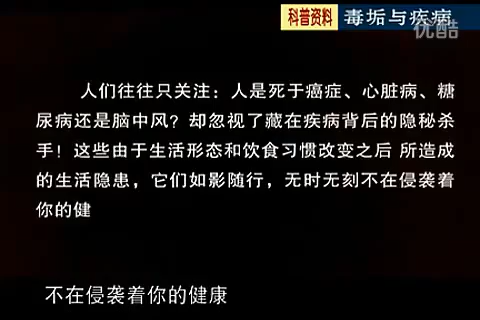 科普资料 毒垢与疾病
优酷
人们往往只关注：人是死于癌症、心脏病、糖
尿病还是脑中风？却忽视了藏在疾病背后的隐秘杀
手！这些由于生活形态和饮食习惯改变之后 所造成
的生活隐患，它们如影随行，无时无刻不在侵袭着
你的健
不在侵袭着你的健康